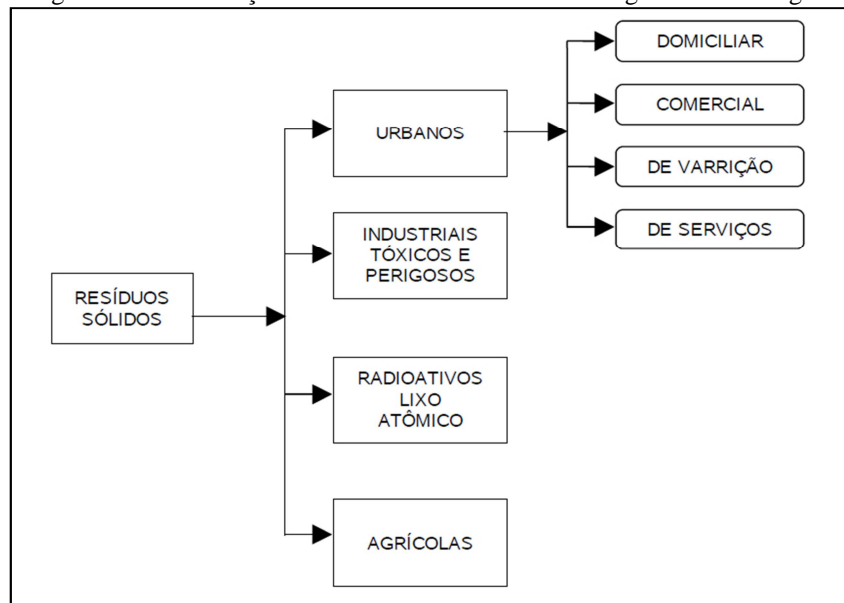 DOMICILIAR
COMERCIAL
URBANOS
DE VARRIÇÃO
DE SERVIÇOS
INDUSTRIAIS
TÓXICOS E
PERIGOSOS
RESÍDUOS
SÓLIDOS
RADIOATIVOS
LIXO
ATÔMICO
AGRÍCOLAS